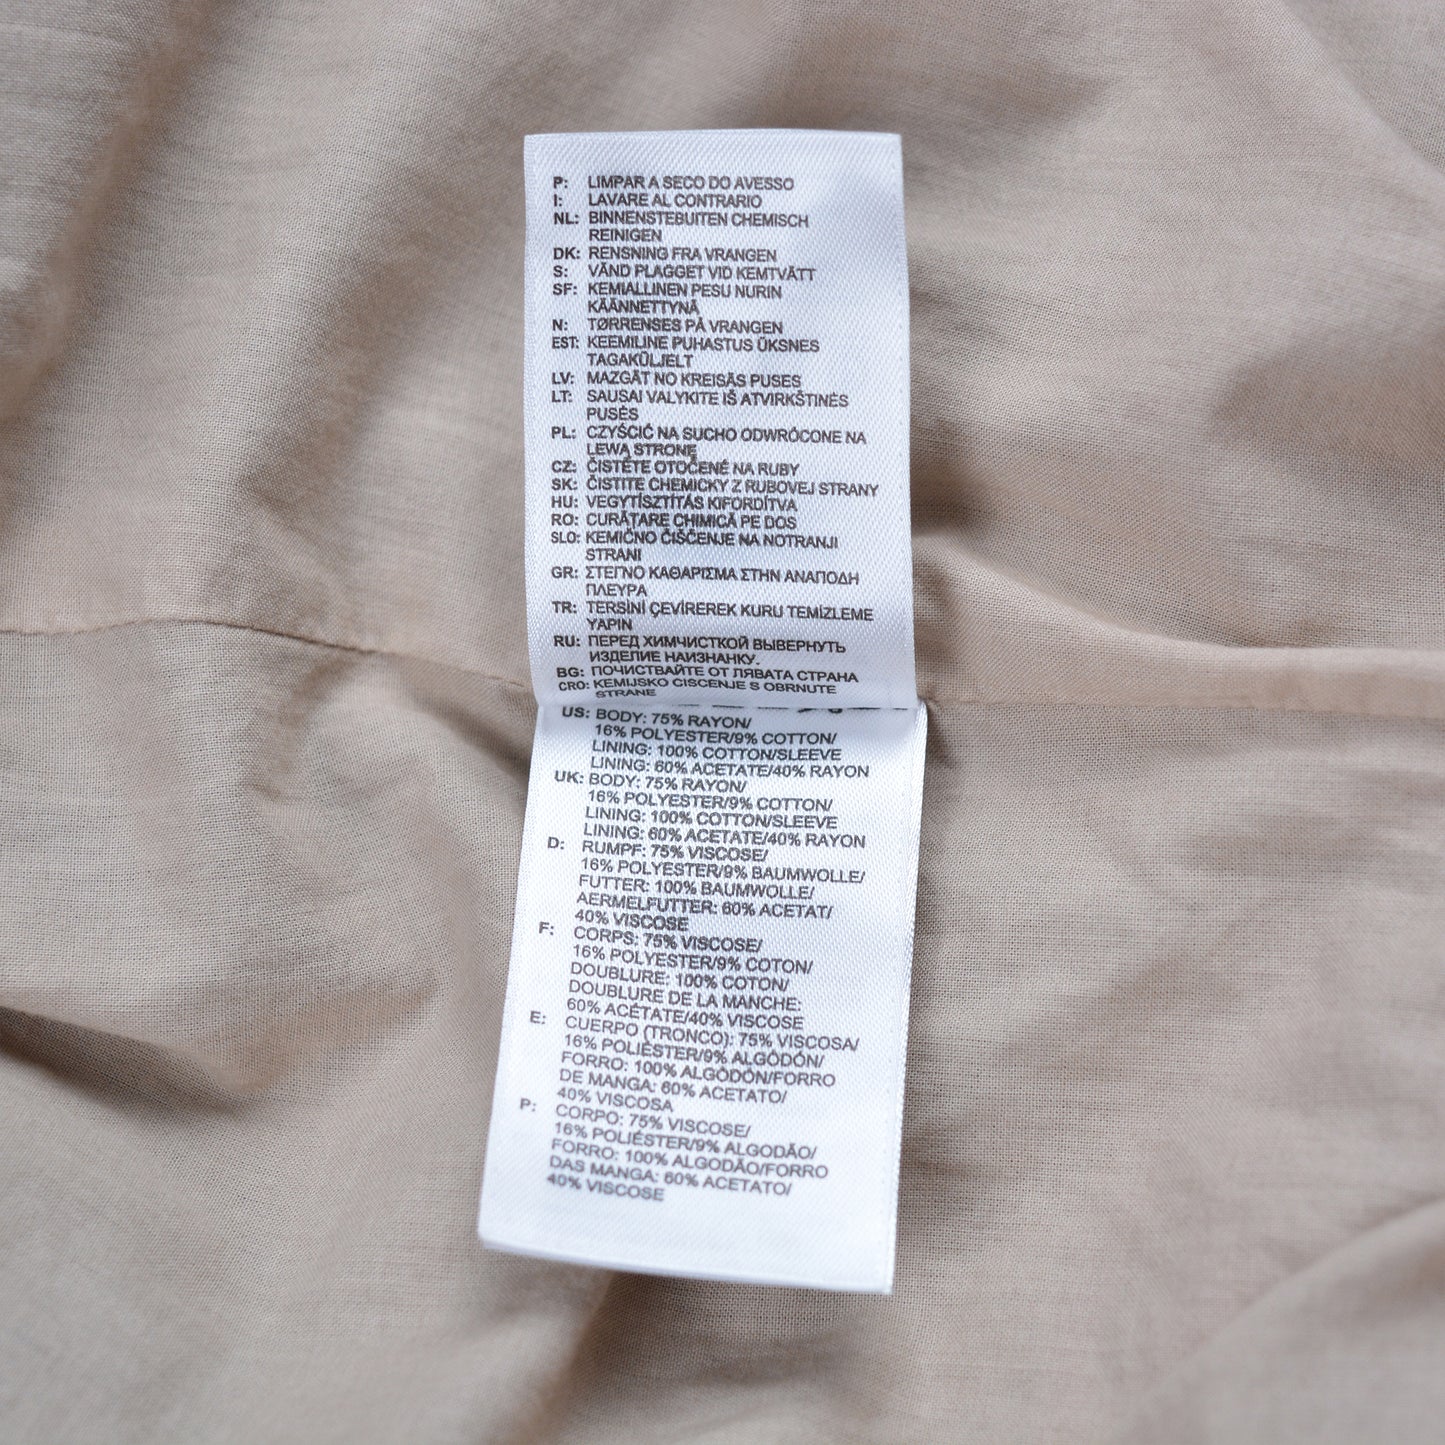 P: LIMPAR A SECO DO AVESSO
I: LAVARE AL CONTRARIO
NL: BINNENSTEBUITEN CHEMISCH
REINIGEN
DK: RENSNING FRA VRANGEN
S: VÄND PLAGGET VID KEMTVÄTT
SF: KEMIALLINEN PESU NURIN
KÄÄNNETTYNÄ
N: TØRRENSES PÅ VRANGEN
EST: KEEMILINE PUHASTUS ÜKSNES
TAGAKÜLJELT
LV: MAZGĀT NO KREISĀS PUSES
LT: SAUSAI VALYKITE IŠ ATVIRKŠTINĖS
PUSĖS
PL: CZYŚCIĆ NA SUCHO ODWRÓCONE NA
LEWĄ STRONĘ
CZ: ČISTĚTE OTOČENÉ NA RUBY
SK: ČISTITE CHEMICKY Z RUBOVEJ STRANY
HU: VEGYTÍSZTÍTÁS KIFORDÍTVA
RO: CURĂŢARE CHIMICĂ PE DOS
SLO: KEMIČNO ČIŠČENJE NA NOTRANJI
STRANI
GR: ΣΤΕΓΝΟ ΚΑΘΑΡΙΣΜΑ ΣΤΗΝ ΑΝΑΠΟΔΗ
ΠΛΕΥΡΑ
TR: TERSİNİ ÇEVİREREK KURU TEMİZLEME
YAPIN
RU: ПЕРЕД ХИМЧИСТКОЙ ВЫВЕРНУТЬ
ИЗДЕЛИЕ НАИЗНАНКУ.
BG: ПОЧИСТВАЙТЕ ОТ ЛЯВАТА СТРАНА
CRO: KEMIJSKO CISCENJE S OBRNUTE
STRANE
US: BODY: 75% RAYON/
16% POLYESTER/9% COTTON/
LINING: 100% COTTON/SLEEVE
LINING: 60% ACETATE/40% RAYON
UK: BODY: 75% RAYON/
16% POLYESTER/9% COTTON/
LINING: 100% COTTON/SLEEVE
LINING: 60% ACETATE/40% RAYON
D: RUMPF: 75% VISCOSE/
16% POLYESTER/9% BAUMWOLLE/
FUTTER: 100% BAUMWOLLE/
AERMELFUTTER: 60% ACETAT/
40% VISCOSE
F: CORPS: 75% VISCOSE/
16% POLYESTER/9% COTON/
DOUBLURE: 100% COTON/
DOUBLURE DE LA MANCHE:
60% ACÉTATE/40% VISCOSE
E: CUERPO (TRONCO): 75% VISCOSA/
16% POLIÉSTER/9% ALGODÓN/
FORRO: 100% ALGODÓN/FORRO
DE MANGA: 60% ACETATO/
40% VISCOSA
P: CORPO: 75% VISCOSE/
16% POLIÉSTER/9% ALGODÃO/
FORRO: 100% ALGODÃO/FORRO
DAS MANGA: 60% ACETATO/
40% VISCOSE